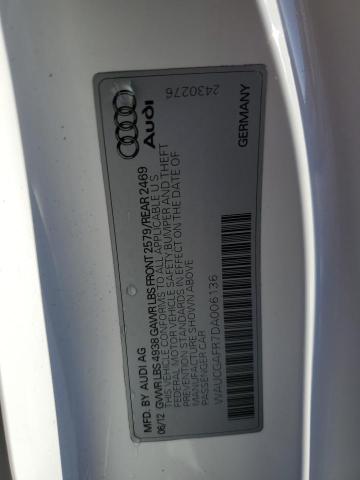 Audi
2430276
GERMANY
MFD. BY AUDI AG
06/12 GVWR LBS 4938 GAWR LBS FRONT 2579/REAR 2469
THIS VEHICLE CONFORMS TO ALL APPLICABLE U S
FEDERAL MOTOR VEHICLE SAFETY BUMPER AND THEFT
PREVENTION STANDARDS IN EFFECT ON THE DATE OF
MANUFACTURE SHOWN ABOVE
PASSENGER CAR
WAUCGAFR7DA006136